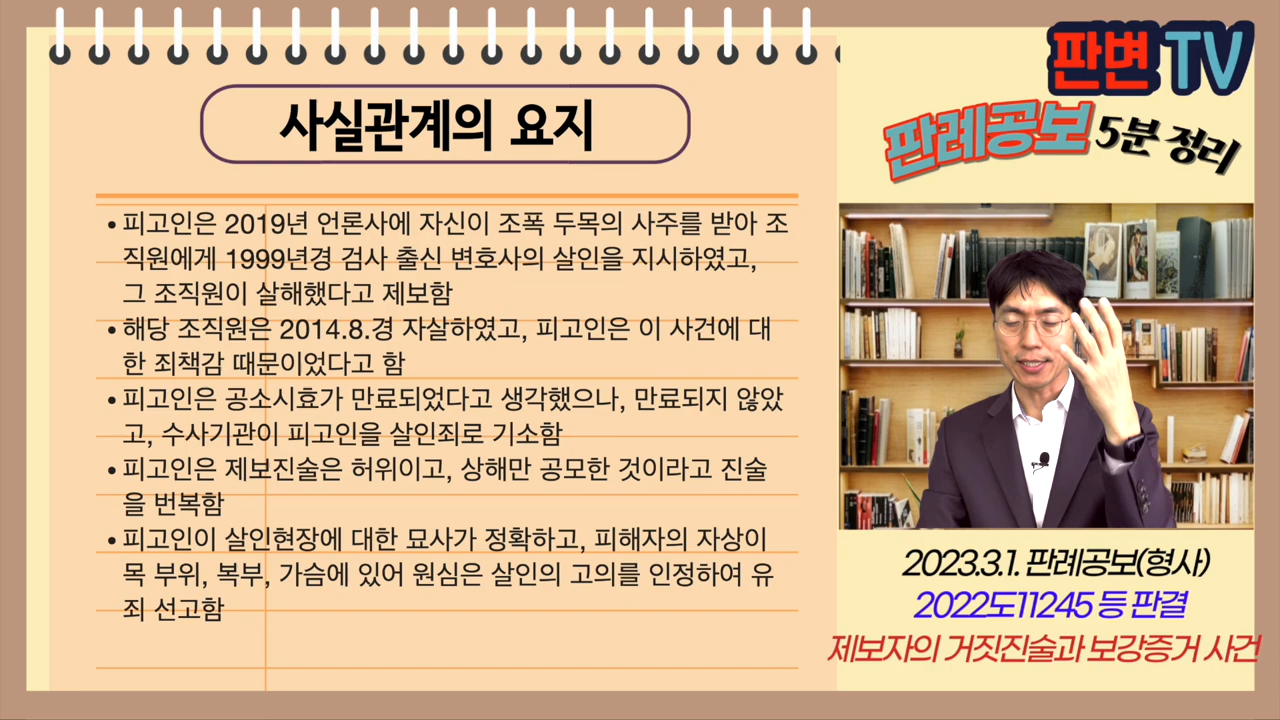 판변 TV
판례공보 5분 정리
사실관계의 요지
•피고인은 2019년 언론사에 자신이 조폭 두목의 사주를 받아 조
직원에게 1999년경 검사 출신 변호사의 살인을 지시하였고,
그 조직원이 살해했다고 제보함
•해당 조직원은 2014.8.경 자살하였고, 피고인은 이 사건에 대
한 죄책감 때문이었다고 함
•피고인은 공소시효가 만료되었다고 생각했으나, 만료되지 않았
고, 수사기관이 피고인을 살인죄로 기소함
•피고인은 제보진술은 허위이고, 상해만 공모한 것이라고 진술
을 번복함
•피고인이 살인현장에 대한 묘사가 정확하고, 피해자의 자상이
목 부위, 복부, 가슴에 있어 원심은 살인의 고의를 인정하여 유
죄 선고함
2023.3.1. 판례공보(형사)
2022도11245 등 판결
제보자의 거짓진술과 보강증거 사건